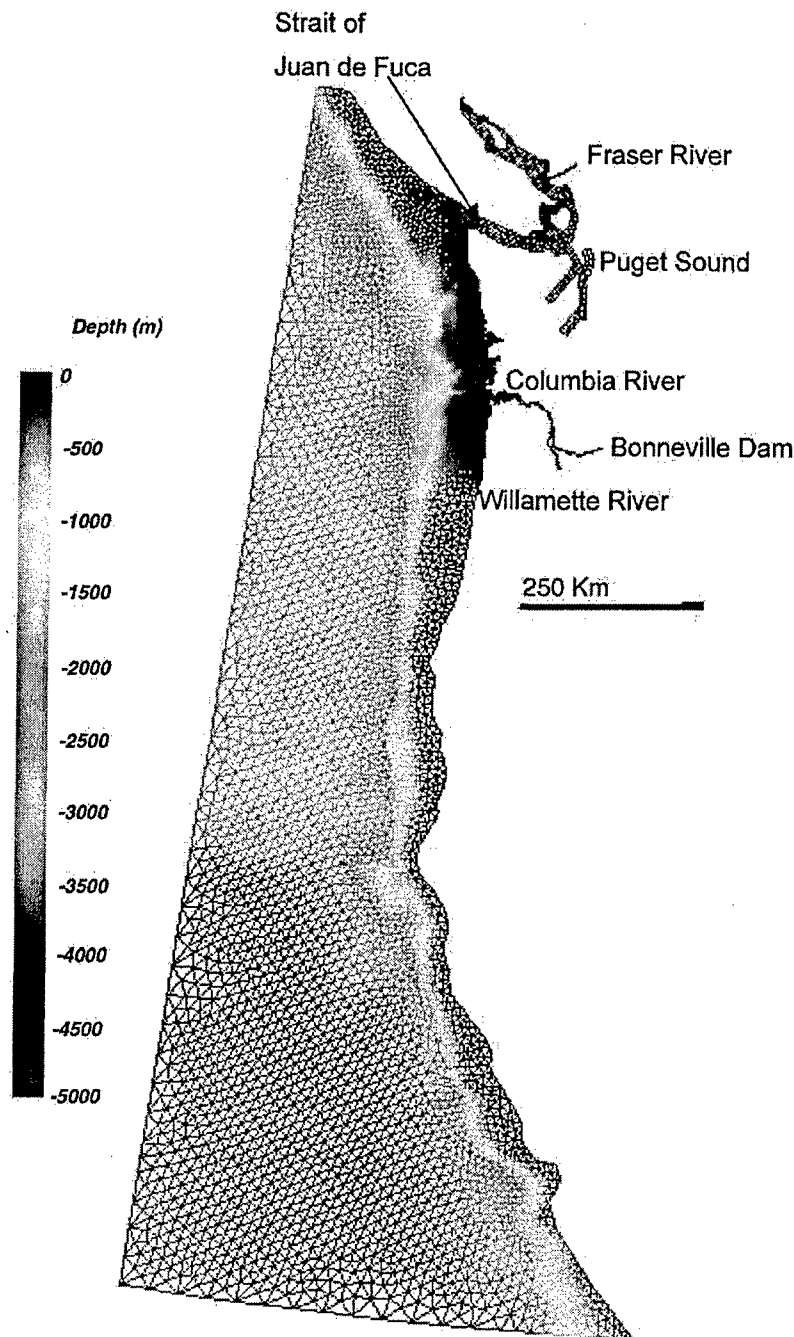 Strait of
Juan de Fuca
Fraser River
Puget Sound
Depth (m)
0
-500
-1000
-1500
-2000
-2500
-3000
-3500
-4000
-4500
-5000
Columbia River
Bonneville Dam
Willamette River
250 Km